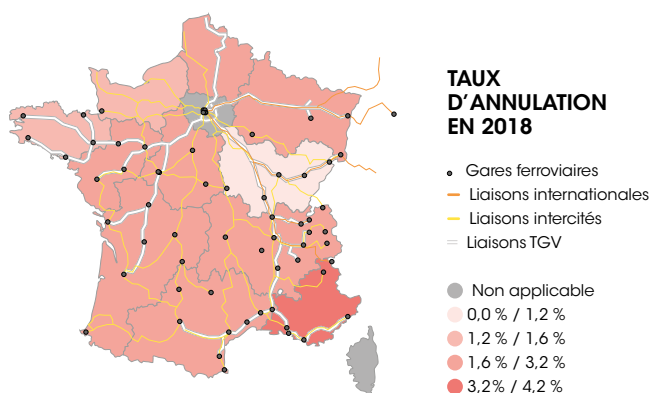 TAUX
D'ANNULATION
EN 2018
Gares ferroviaires
Liaisons internationales
Liaisons intercités
Liaisons TGV
Non applicable
0,0 % / 1,2 %
1,2 % / 1,6 %
1,6 % / 3,2 %
3,2% / 4,2 %